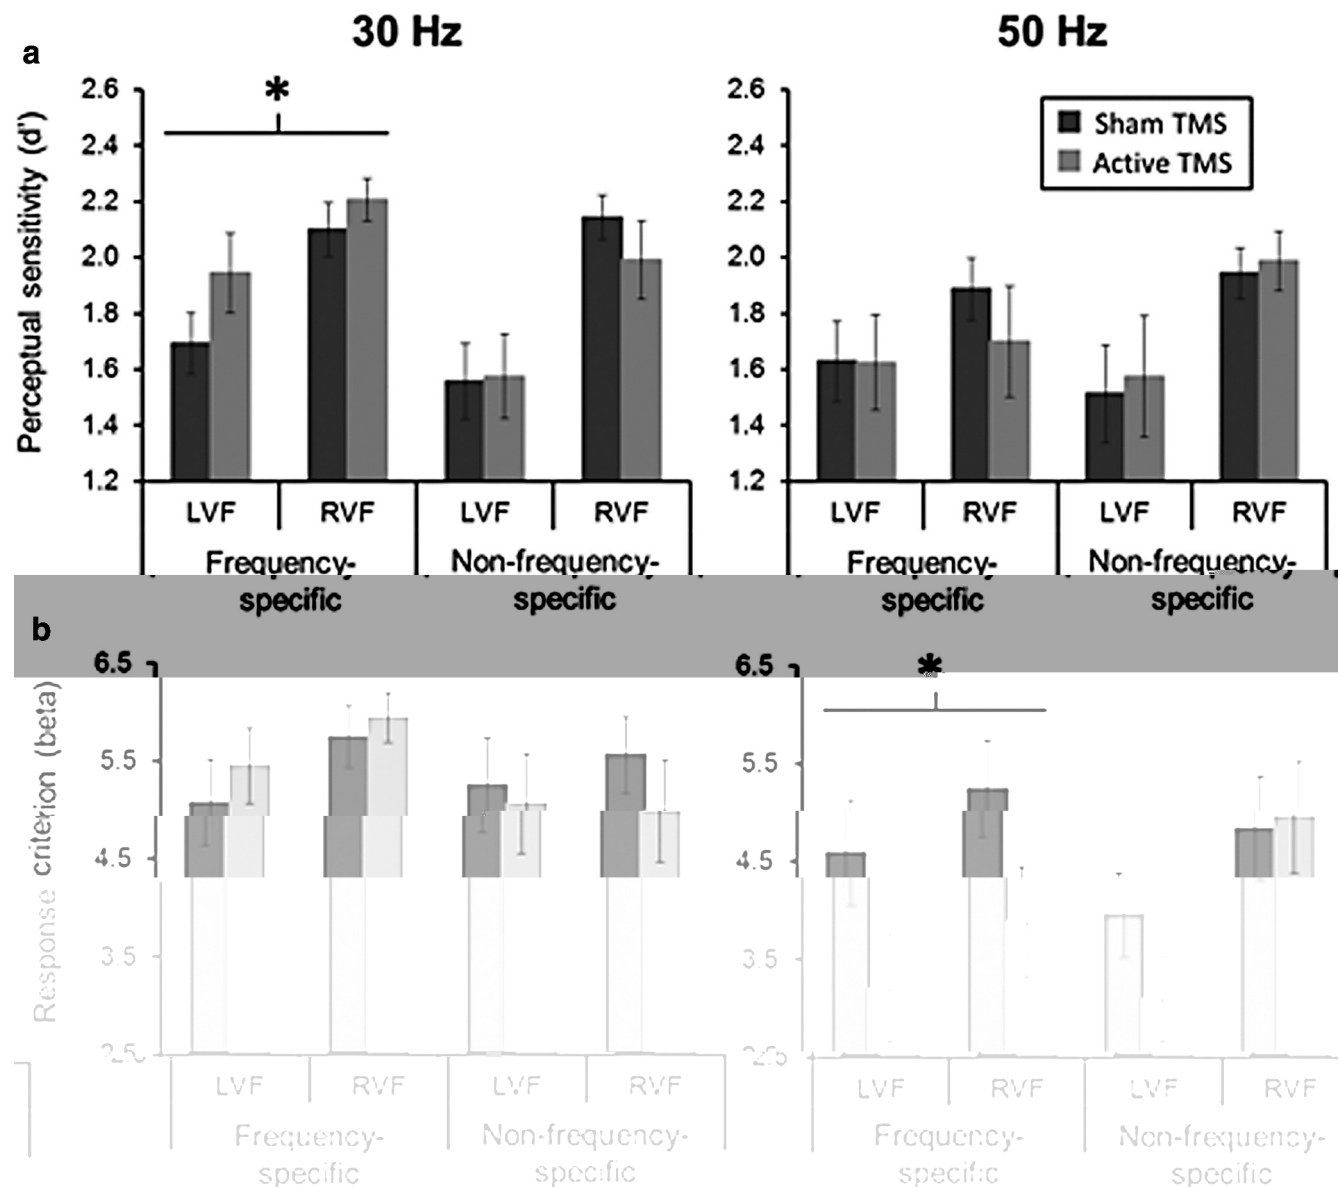 30 Hz
50 Hz
a
Perceptual sensitivity (d')
2.6
2.4
2.2
2.0
1.8
1.6
1.4
1.2
*
LVF
RVF
LVF
RVF
Frequency-
specific
Non-frequency-
specific
2.6
2.4
2.2
2.0
1.8
1.6
1.4
1.2
Sham TMS
Active TMS
LVF
RVF
LVF
RVF
Frequency-
specific
Non-frequency-
specific
b
Response criterion (beta)
6.5
5.5
4.5
3.5
2.5
LVF
RVF
LVF
RVF
Frequency-
specific
Non-frequency-
specific
6.5
5.5
4.5
3.5
2.5
*
LVF
RVF
LVF
RVF
Frequency-
specific
Non-frequency-
specific